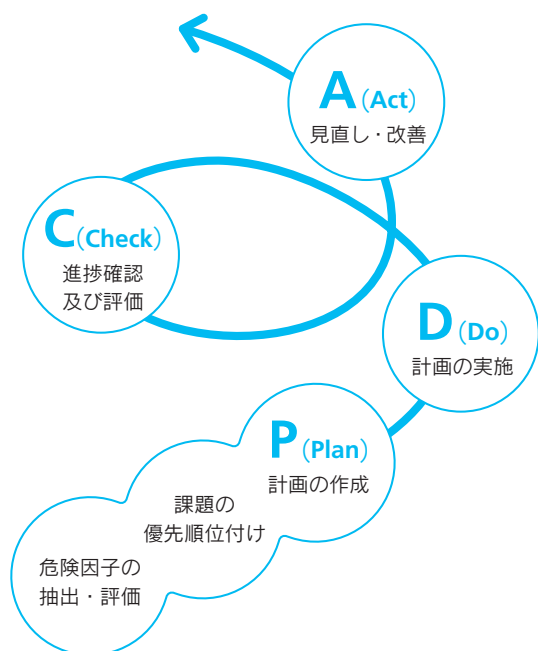 A(Act)
見直し・改善
C(Check)
進捗確認
及び評価
D(Do)
計画の実施
P(Plan)
計画の作成
課題の
優先順位付け
危険因子の
抽出・評価